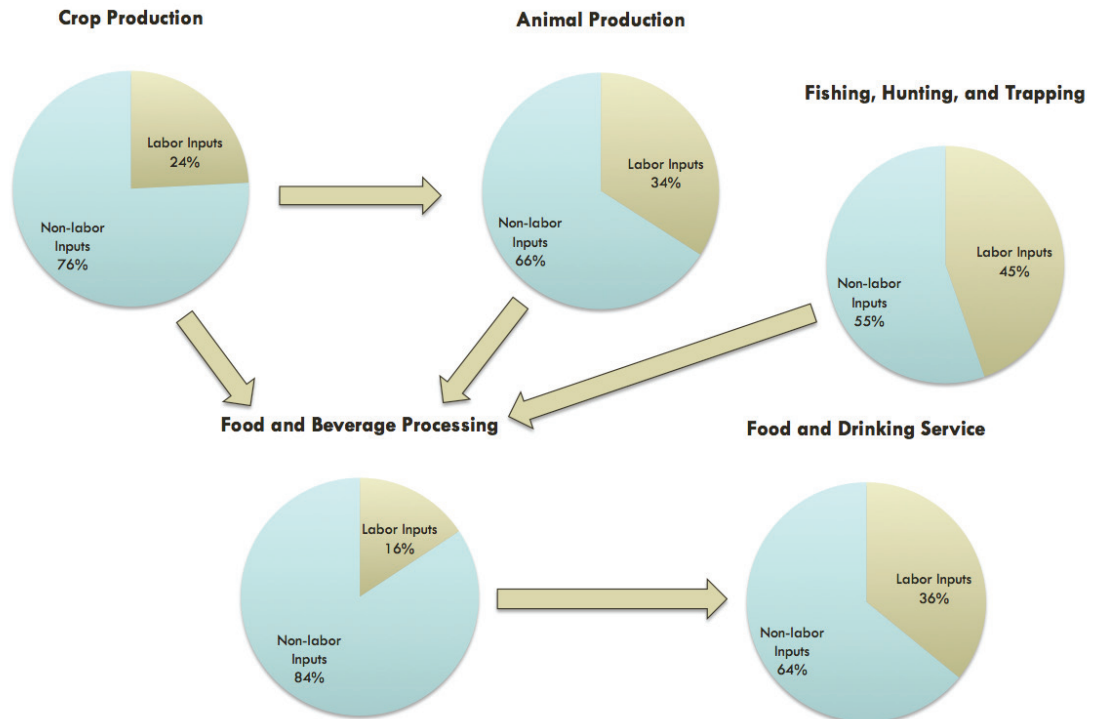 Crop Production
Labor Inputs
24%
Non-labor
Inputs
76%
Animal Production
Labor Inputs
34%
Non-labor
Inputs
66%
Fishing, Hunting, and Trapping
Labor Inputs
45%
Non-labor
Inputs
55%
Food and Beverage Processing
Labor Inputs
16%
Non-labor
Inputs
84%
Food and Drinking Service
Labor Inputs
36%
Non-labor
Inputs
64%